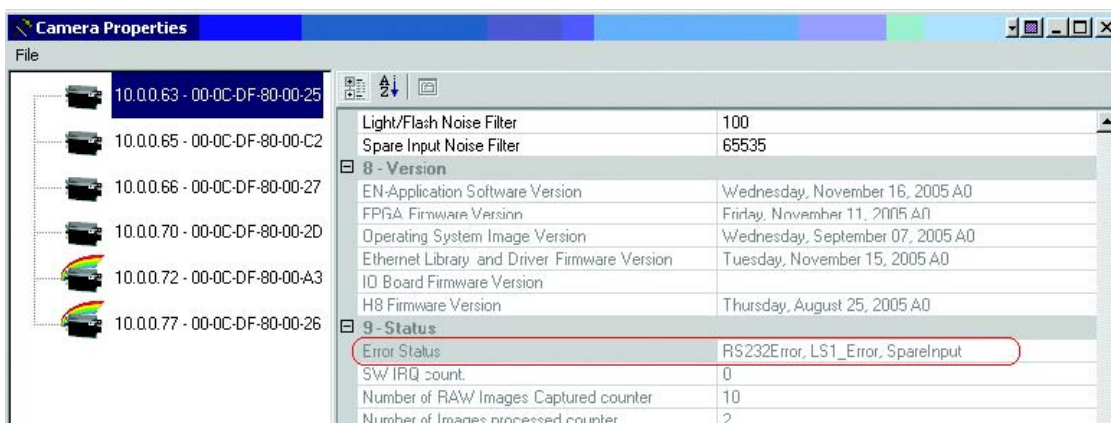 Camera Properties
File
10.0.0.63 - 00-0C-DF-80-00-25
10.0.0.65 - 00-0C-DF-80-00-C2
10.0.0.66 - 00-0C-DF-80-00-27
10.0.0.70 - 00-0C-DF-80-00-2D
10.0.0.72 - 00-0C-DF-80-00-A3
10.0.0.77 - 00-0C-DF-80-00-26
Light/Flash Noise Filter 100
Spare Input Noise Filter 65535
8 - Version
EN-Application Software Version Wednesday, November 16, 2005 A0
FPGA Firmware Version Friday, November 11, 2005 A0
Operating System Image Version Wednesday, September 07, 2005 A0
Ethernet Library and Driver Firmware Version Tuesday, November 15, 2005 A0
IO Board Firmware Version
H8 Firmware Version Thursday, August 25, 2005 A0
9 - Status
Error Status RS232Error, LS1_Error, SpareInput
SW IRQ count. 0
Number of RAW Images Captured counter 10
Number of Images processed counter 2